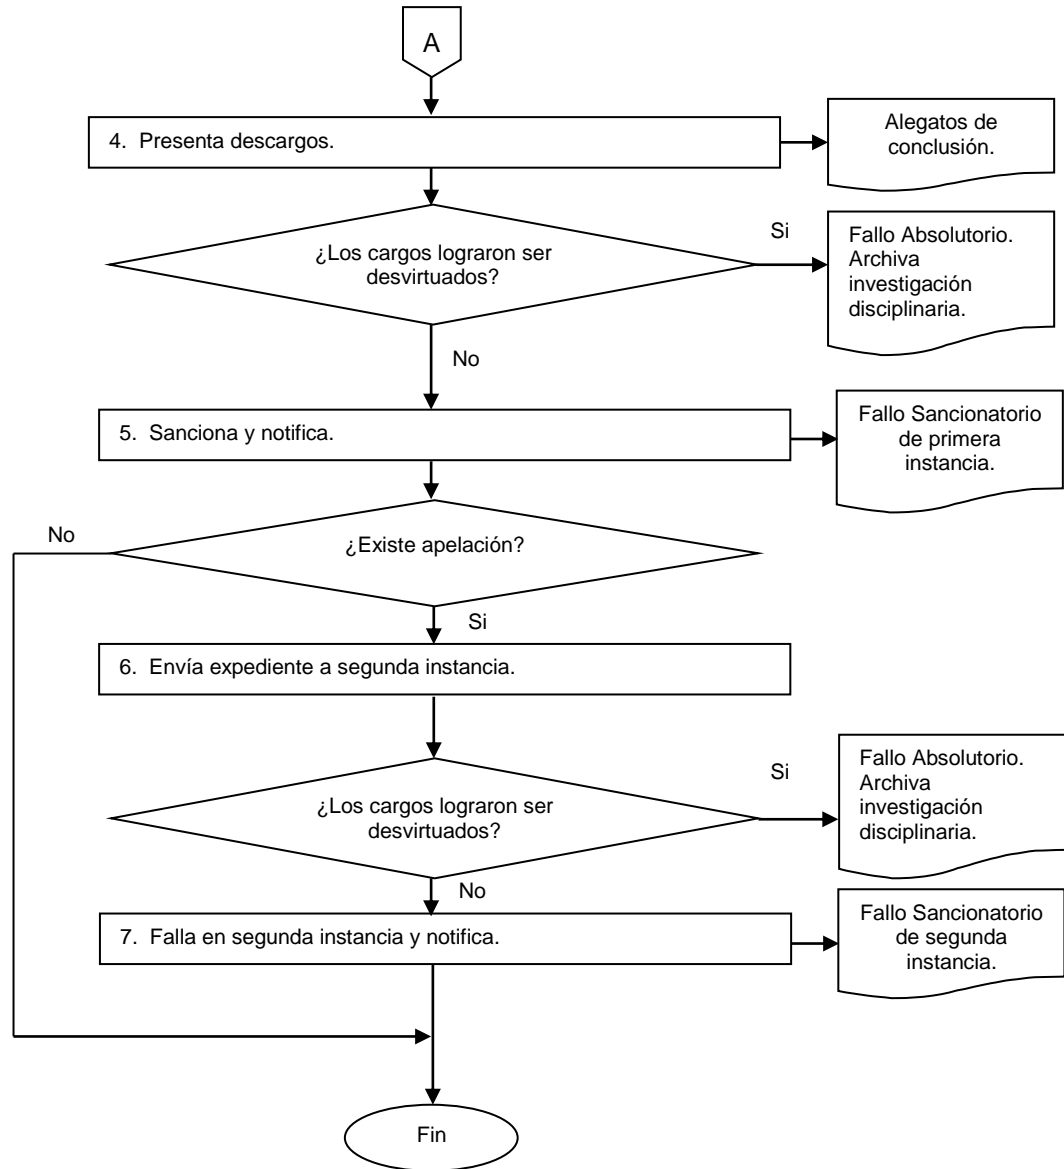 A
4. Presenta descargos.
Alegatos de
conclusión.
¿Los cargos lograron ser
desvirtuados?
Si
Fallo Absolutorio.
Archiva
investigación
disciplinaria.
No
5. Sanciona y notifica.
Fallo Sancionatorio
de primera
instancia.
No
¿Existe apelación?
Si
6. Envía expediente a segunda instancia.
¿Los cargos lograron ser
desvirtuados?
Si
Fallo Absolutorio.
Archiva
investigación
disciplinaria.
No
7. Falla en segunda instancia y notifica.
Fallo Sancionatorio
de segunda
instancia.
Fin